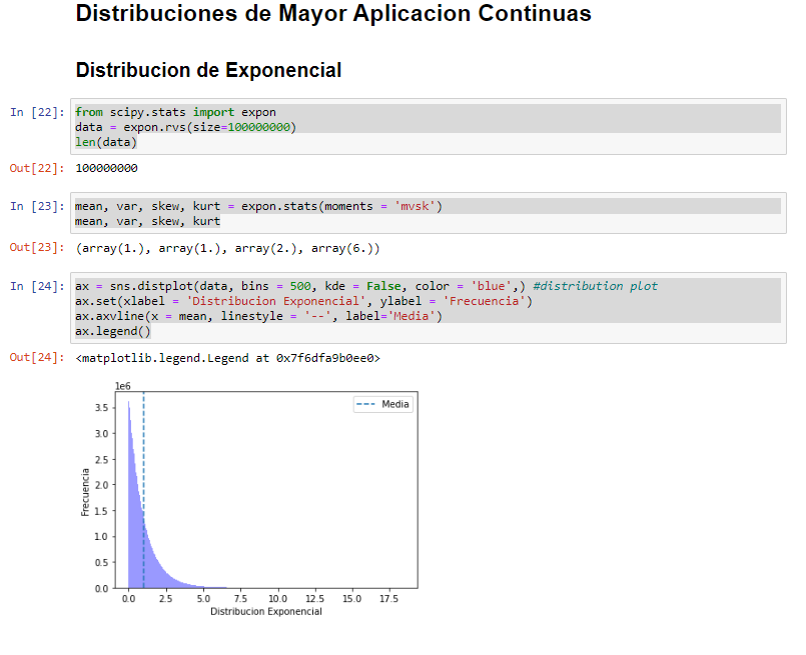 Distribuciones de Mayor Aplicacion Continuas
Distribucion de Exponencial
In [22]: from scipy.stats import expon
data = expon.rvs(size=100000000)
len(data)
Out[22]: 100000000
In [23]: mean, var, skew, kurt = expon.stats(moments = 'mvsk')
mean, var, skew, kurt
Out[23]: (array(1.), array(1.), array(2.), array(6.))
In [24]: ax = sns.distplot(data, bins = 500, kde = False, color = 'blue',) #distribution plot
ax.set(xlabel = 'Distribucion Exponencial', ylabel = 'Frecuencia')
ax.axvline(x = mean, linestyle = '--', label='Media')
ax.legend()
Out[24]: <matplotlib.legend.Legend at 0x7f6dfa9b0ee0>
1e6
Media
3.5
3.0
2.5
2.0
1.5
1.0
0.5
0.0
Frecuencia
0.0 2.5 5.0 7.5 10.0 12.5 15.0 17.5
Distribucion Exponencial